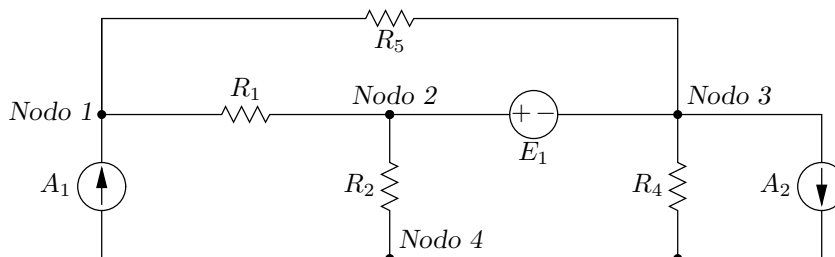 R5
R1
Nodo 2
Nodo 1
Nodo 3
+ −
E1
A1
R2
R4
A2
Nodo 4